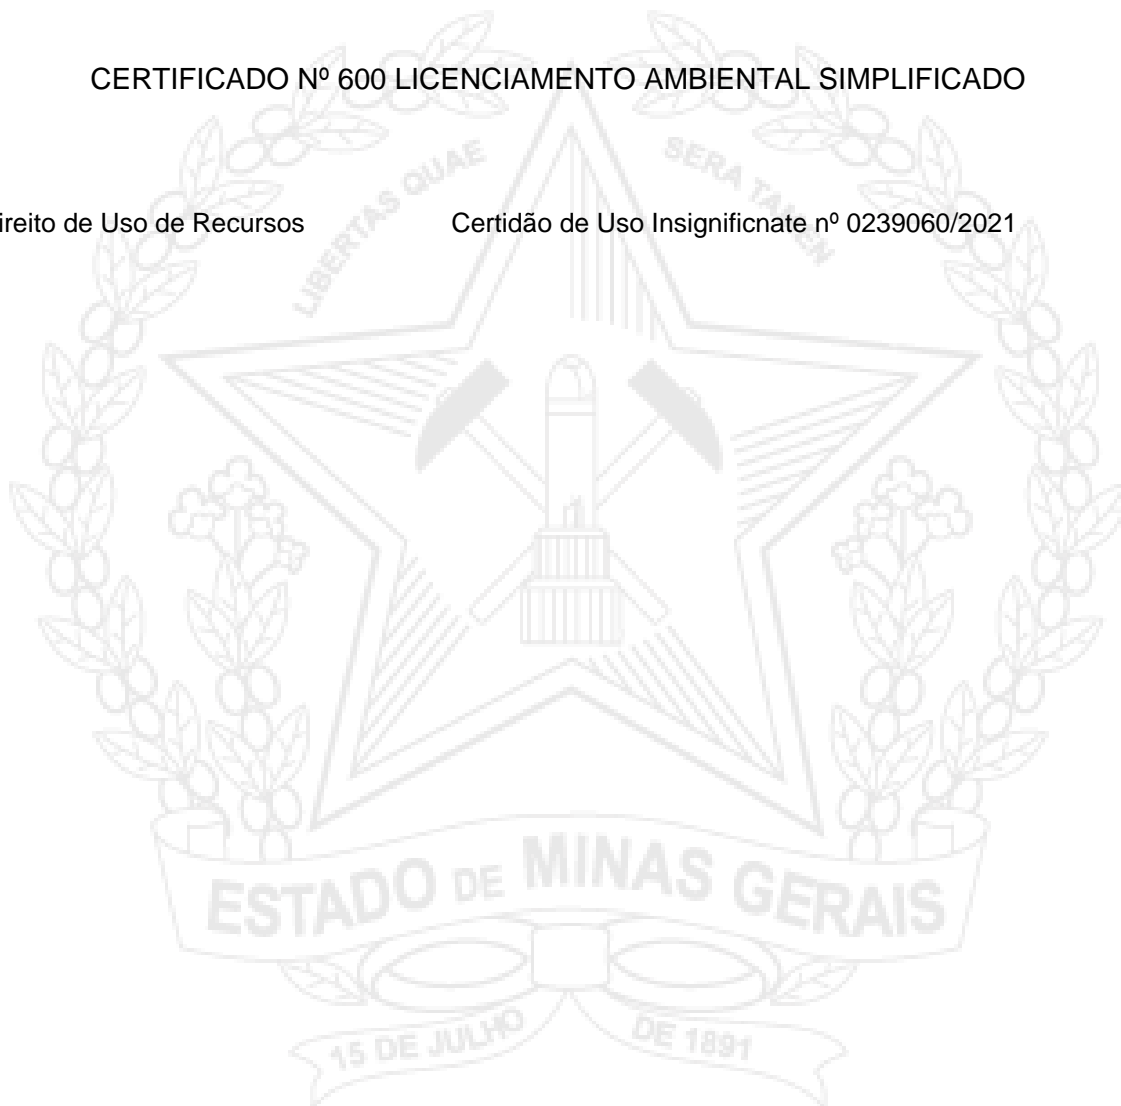 CERTIFICADO Nº 600 LICENCIAMENTO AMBIENTAL SIMPLIFICADO
LIBERTAS QUAE SERA TAMEN
ireito de Uso de Recursos Certidão de Uso Insignificnate nº 0239060/2021
ESTADO DE MINAS GERAIS
15 DE JULHO DE 1891